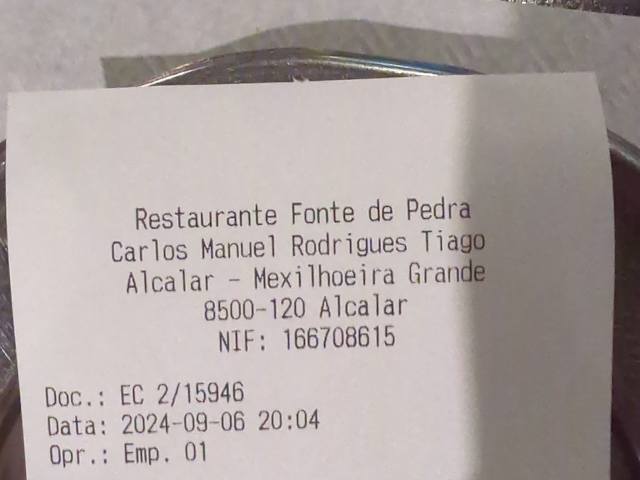 Restaurante Fonte de Pedra
Carlos Manuel Rodrigues Tiago
Alcalar - Mexilhoeira Grande
8500-120 Alcalar
NIF: 166708615
Doc.: EC 2/15946
Data: 2024-09-06 20:04
Opr.: Emp. 01